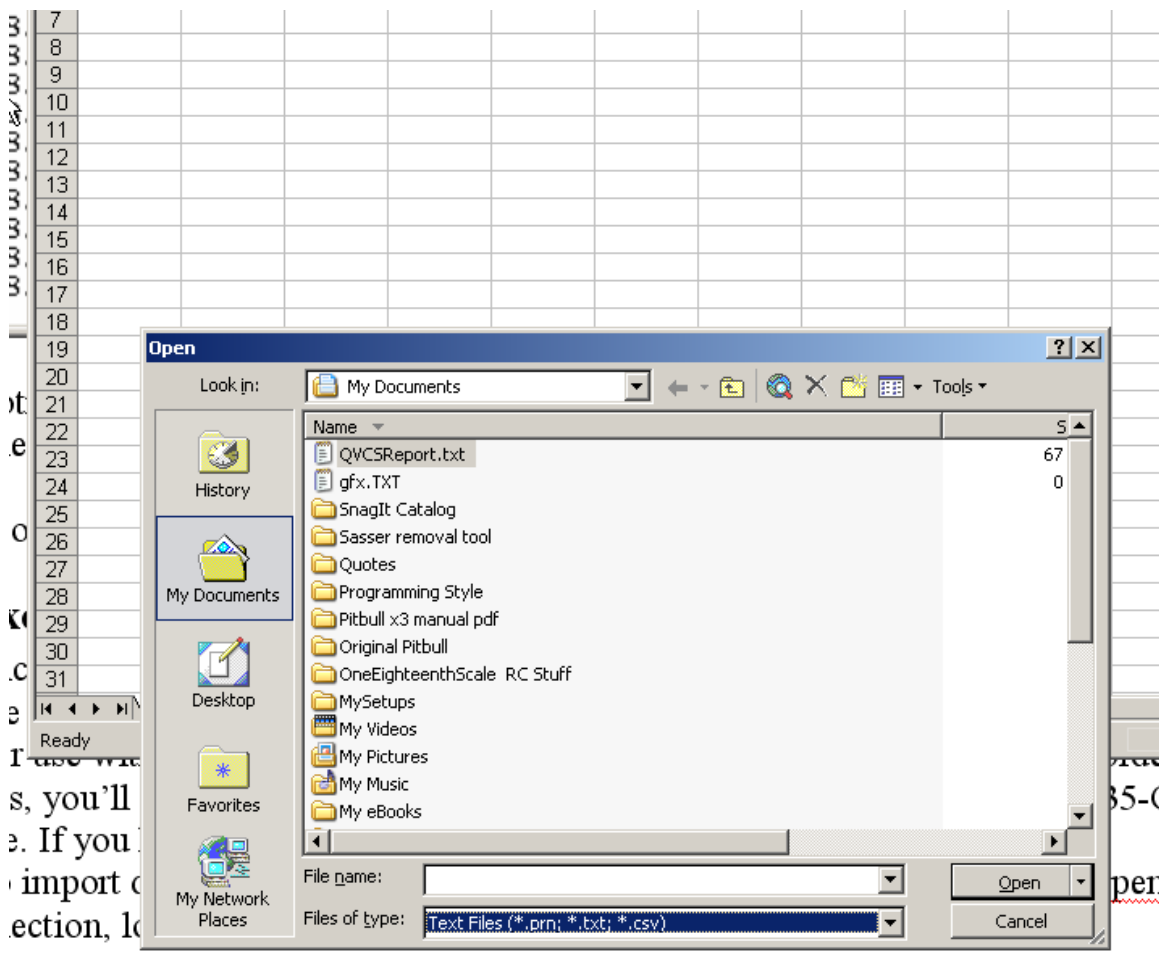 7
8
9
10
11
12
13
14
15
16
17
18
19
20
21
22
23
24
25
26
27
28
29
30
31
Ready
Open
Look in:
My Documents
Tools
Name S
QVCSReport.txt 67
gfx.TXT 0
SnagIt Catalog
Sasser removal tool
Quotes
Programming Style
Pitbull x3 manual pdf
Original Pitbull
OneEighteenthScale RC Stuff
MySetups
My Videos
My Pictures
My Music
My eBooks
History
My Documents
Desktop
Favorites
My Network
Places
File name:
Open
Files of type:
Text Files (*.prn; *.txt; *.csv)
Cancel
s, you'll
e. If you
import
lection,